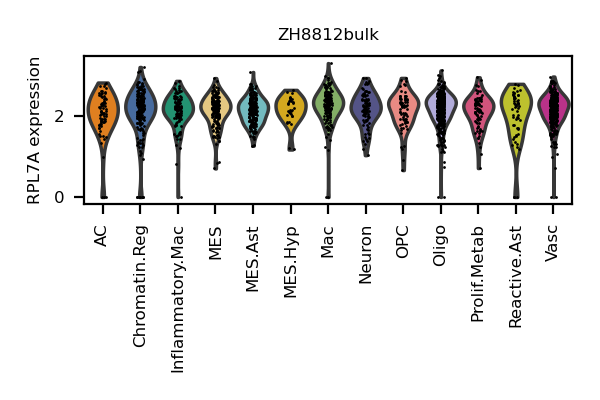 ZH8812bulk
RPL7A expression
2
0
AC
Chromatin.Reg
Inflammatory.Mac
MES
MES.Ast
MES.Hyp
Mac
Neuron
OPC
Oligo
Prolif.Metab
Reactive.Ast
Vasc